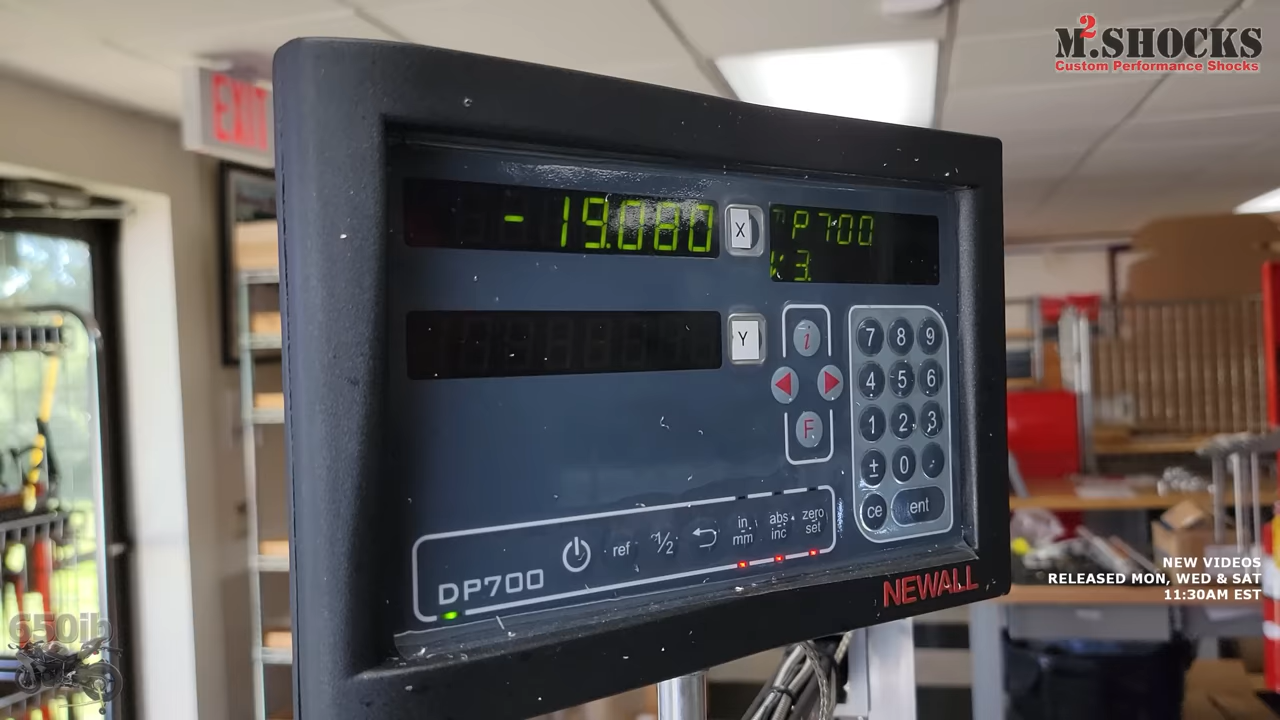 M².SHOCKS
Custom Performance Shocks
EXIT
-19.080
X
P700
3.
Y
i
F
7 8 9
4 5 6
1 2 3
± 0 .
ce ent
DP700
ref
1/2
in
mm
abs
inc
zero
set
NEWALL
NEW VIDEOS
RELEASED MON, WED & SAT
11:30AM EST
650ib